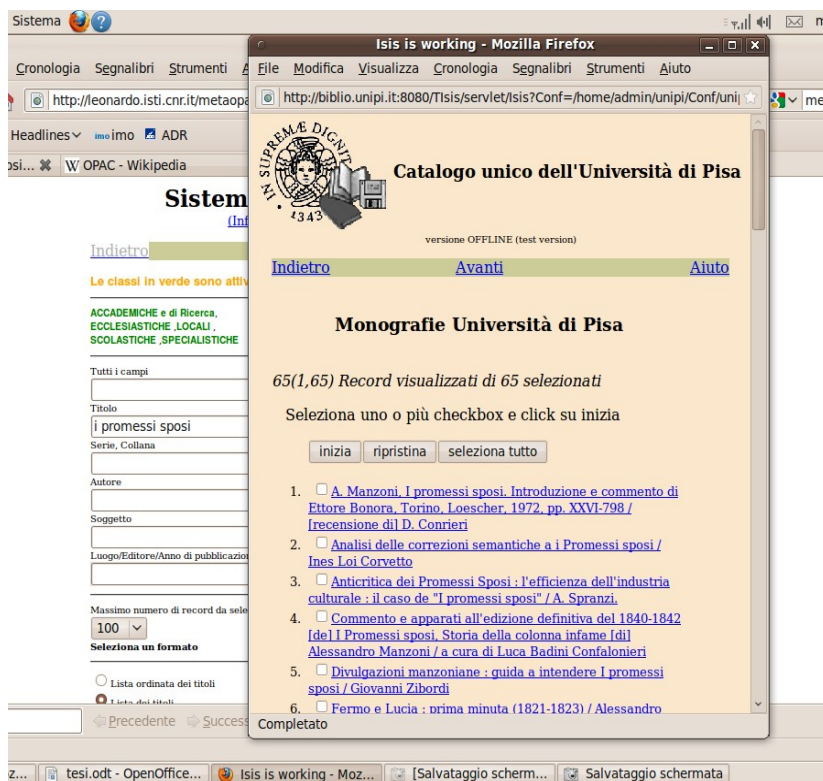 Sistema
Isis is working - Mozilla Firefox
Cronologia Segnalibri Strumenti
File Modifica Visualizza Cronologia Segnalibri Strumenti Aiuto
http://leonardo.isti.cnr.it/metaopa
http://biblio.unipi.it:8080/TIsis/servlet/Isis?Conf=/home/admin/unipi/Conf/uni
Headlines imo imo ADR
OPAC - Wikipedia
Sistem
Indietro
Le classi in verde sono
ACCADEMICHE e di Ricerca,
ECCLESIASTICHE ,LOCALI ,
SCOLASTICHE ,SPECIALISTICHE
Tutti i campi
Titolo
i promessi sposi
Serie, Collana
Autore
Soggetto
Luogo/Editore/Anno di
Massimo numero di record da
100
Seleziona un formato
Lista ordinata dei titoli
Lista dei titoli
Precedente
IN SUPREMÆ DIGNIT
1343
Catalogo unico dell'Università di Pisa
versione OFFLINE (test version)
Indietro Avanti Aiuto
Monografie Università di Pisa
65(1,65) Record visualizzati di 65 selezionati
Seleziona uno o più checkbox e click su inizia
inizia ripristina seleziona tutto
1. A. Manzoni, I promessi sposi. Introduzione e commento di
Ettore Bonora, Torino, Loescher, 1972, pp. XXVI-798 /
[recensione di] D. Conrieri
2. Analisi delle correzioni semantiche a i Promessi sposi /
Ines Loi Corvetto
3. Anticritica dei Promessi Sposi : l'efficienza dell'industria
culturale : il caso de "I promessi sposi" / A. Spranzi.
4. Commento e apparati all'edizione definitiva del 1840-1842
[de] I Promessi sposi, Storia della colonna infame [di]
Alessandro Manzoni / a cura di Luca Badini Confalonieri
5. Divulgazioni manzoniane : guida a intendere I promessi
sposi / Giovanni Zibordi
6. Fermo e Lucia : prima minuta (1821-1823) / Alessandro
Completato
tesi.odt - OpenOffice... Isis is working - Moz... [Salvataggio scherm... Salvataggio schermata